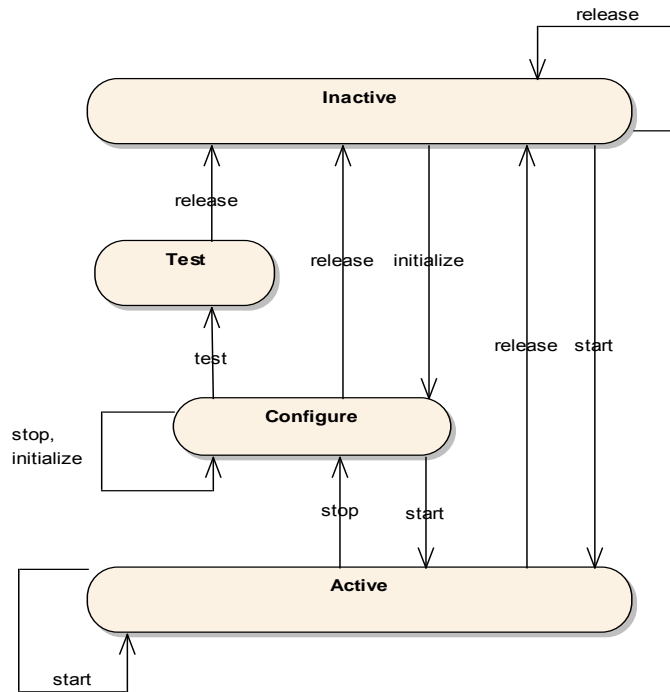 release
Inactive
release
Test
release
initialize
test
release
start
Configure
stop,
initialize
stop
start
Active
start